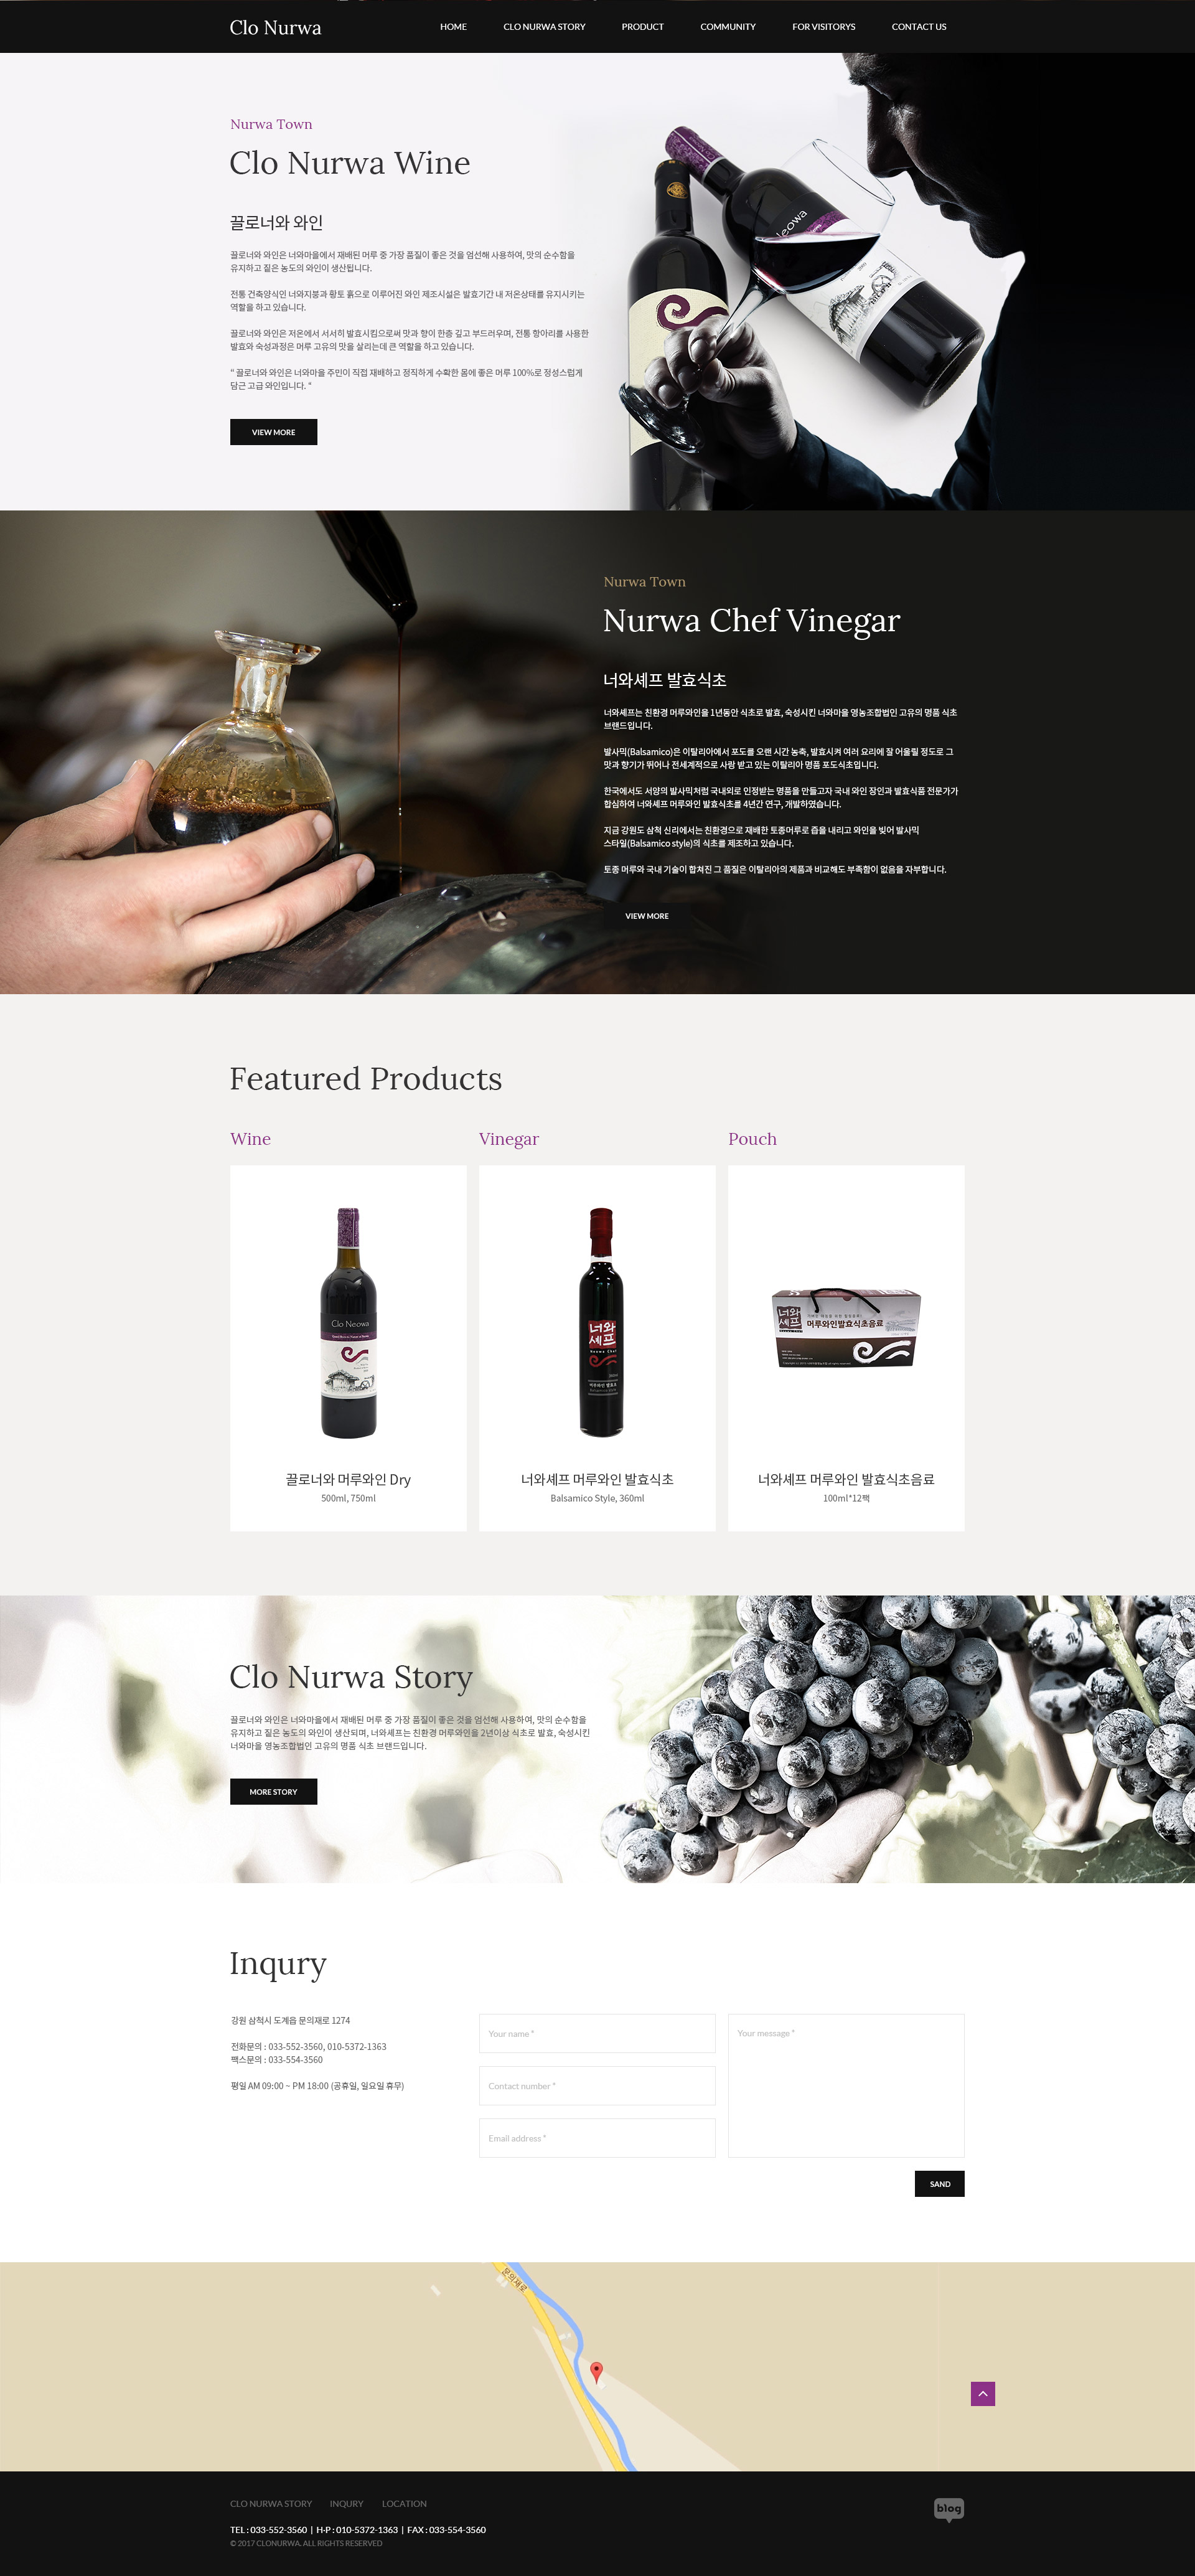 Clo Nurwa
HOME
CLO NURWA STORY
PRODUCT
COMMUNITY
FOR VISITORYS
CONTACT US
Nurwa Town
Clo Nurwa Wine
끌로너와 와인
끌로너와 와인은 너와마을에서 재배된 머루 중 가장 품질이 좋은 것을 엄선해 사용하여, 맛의 순수함을
유지하고 짙은 농도의 와인이 생산됩니다.
전통 건축양식인 너와지붕과 황토 흙으로 이루어진 와인 제조시설은 발효기간 내 저온상태를 유지시키는
역할을 하고 있습니다.
끌로너와 와인은 저온에서 서서히 발효시킴으로써 맛과 향이 한층 깊고 부드러우며, 전통 항아리를 사용한
발효와 숙성과정은 머루 고유의 맛을 살리는데 큰 역할을 하고 있습니다.
" 끌로너와 와인은 너와마을 주민이 직접 재배하고 정직하게 수확한 몸에 좋은 머루 100%로 정성스럽게
담근 고급 와인입니다. "
VIEW MORE
Nurwa Town
Nurwa Chef Vinegar
너와셰프 발효식초
너와셰프는 친환경 머루와인을 1년동안 식초로 발효, 숙성시킨 너와마을 영농조합법인 고유의 명품 식초
브랜드입니다.
발사믹(Balsamico)은 이탈리아에서 포도를 오랜 시간 농축, 발효시켜 여러 요리에 잘 어울릴 정도로 그
맛과 향기가 뛰어나 전세계적으로 사랑 받고 있는 이탈리아 명품 포도식초입니다.
한국에서도 서양의 발사믹처럼 국내외로 인정받는 명품을 만들고자 국내 와인 장인과 발효식품 전문가가
합심하여 너와셰프 머루와인 발효식초를 4년간 연구, 개발하였습니다.
지금 강원도 삼척 신리에서는 친환경으로 재배한 토종머루로 즙을 내리고 와인을 빚어 발사믹
스타일(Balsamico style)의 식초를 제조하고 있습니다.
토종 머루와 국내 기술이 합쳐진 그 품질은 이탈리아의 제품과 비교해도 부족함이 없음을 자부합니다.
VIEW MORE
Featured Products
Wine
Vinegar
Pouch
Clo Neowa
너와
셰프
너와
셰프
머루와인발효식초음료
끌로너와 머루와인 Dry
500ml, 750ml
너와셰프 머루와인 발효식초
Balsamico Style, 360ml
너와셰프 머루와인 발효식초음료
100ml*12팩
Clo Nurwa Story
끌로너와 와인은 너와마을에서 재배된 머루 중 가장 품질이 좋은 것을 엄선해 사용하여, 맛의 순수함을
유지하고 짙은 농도의 와인이 생산되며, 너와셰프는 친환경 머루와인을 2년이상 식초로 발효, 숙성시킨
너와마을 영농조합법인 고유의 명품 식초 브랜드입니다.
MORE STORY
Inqury
강원 삼척시 도계읍 문의재로 1274
전화문의 : 033-552-3560, 010-5372-1363
팩스문의 : 033-554-3560
평일 AM 09:00 ~ PM 18:00 (공휴일, 일요일 휴무)
Your name *
Contact number *
Email address *
Your message *
SAND
문의재로
CLO NURWA STORY
INQURY
LOCATION
blog
TEL : 033-552-3560 | H·P : 010-5372-1363 | FAX : 033-554-3560
© 2017 CLONURWA. ALL RIGHTS RESERVED